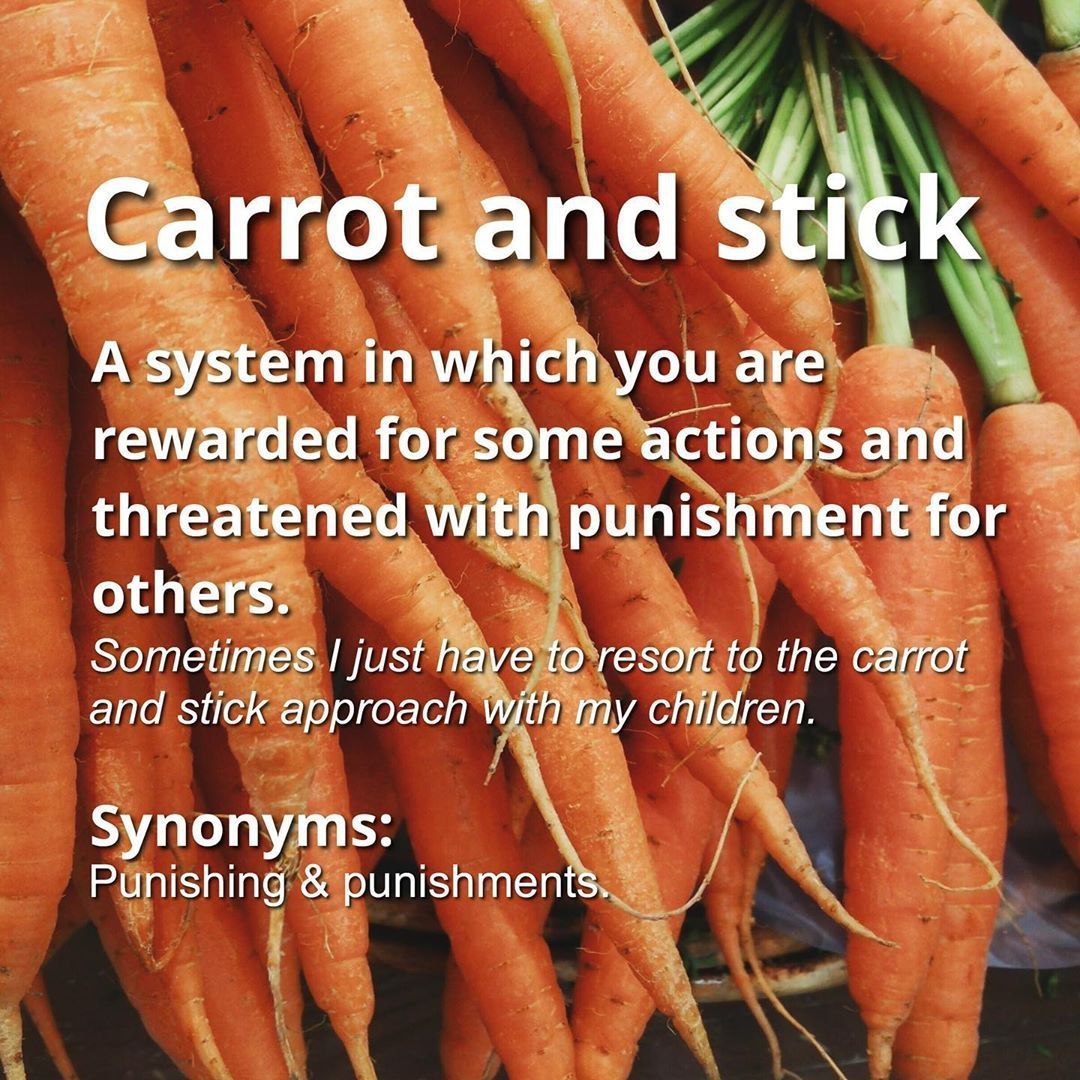 Carrot and stick
A system in which you are
rewarded for some actions and
threatened with punishment for
others.
Sometimes I just have to resort to the carrot
and stick approach with my children.
Synonyms:
Punishing & punishments.